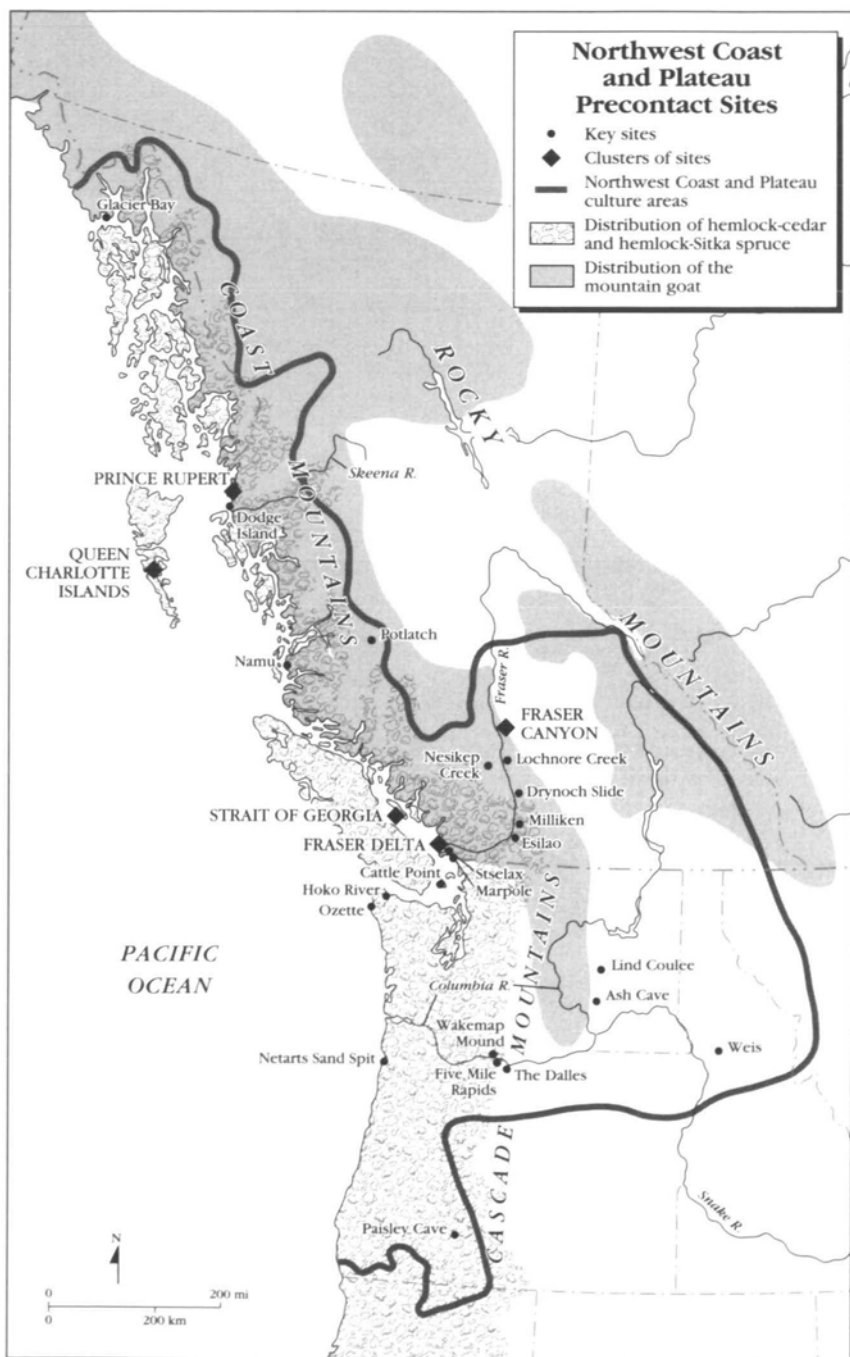 Northwest Coast
and Plateau
Precontact Sites
Key sites
Clusters of sites
Northwest Coast and Plateau
culture areas
Distribution of hemlock-cedar
and hemlock-Sitka spruce
Distribution of the
mountain goat
Glacier Bay
COAST
MOUNTAINS
ROCKY
MOUNTAINS
Skeena R.
PRINCE RUPERT
Dodge
Island
QUEEN
CHARLOTTE
ISLANDS
Potlatch
Namu
Fraser R.
FRASER
CANYON
Nesikep
Creek
Lochnore Creek
Drynoch Slide
STRAIT OF GEORGIA
Milliken
Esilao
FRASER DELTA
Stselax
Marpole
Cattle Point
Hoko River
Ozette
PACIFIC
OCEAN
CASCADE
MOUNTAINS
Lind Coulee
Columbia R.
Ash Cave
Wakemap
Mound
Weis
Netarts Sand Spit
Five Mile
Rapids
The Dalles
Snake R.
Paisley Cave
N
0
200 mi
0
200 km